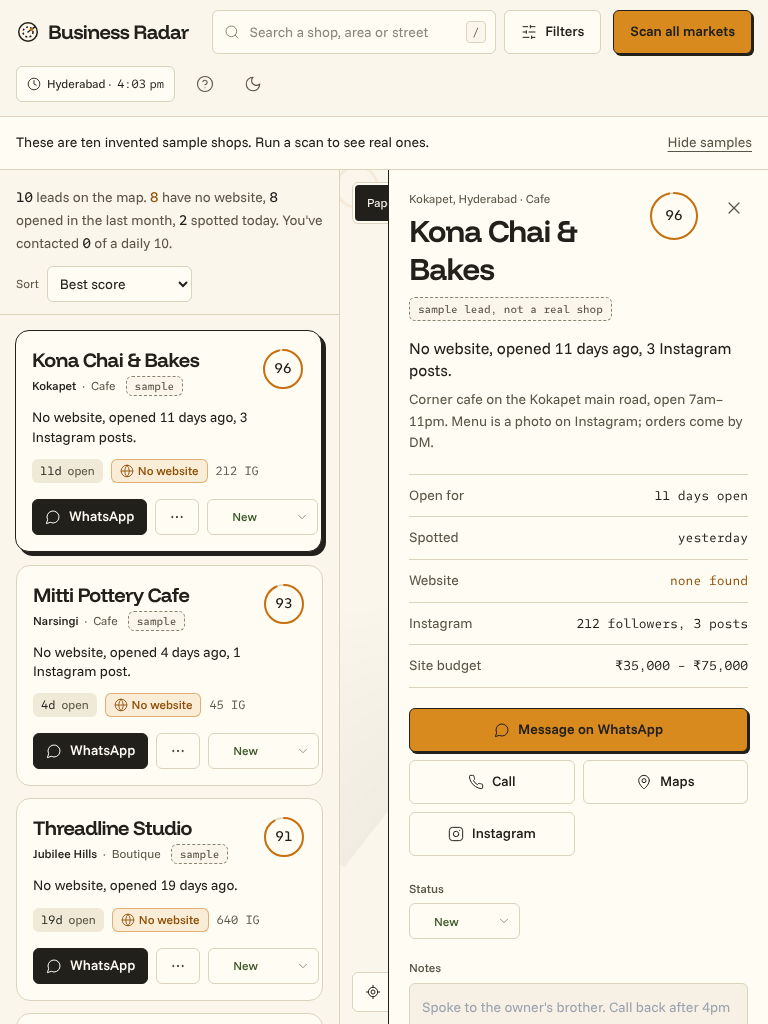 Business Radar
Search a shop, area or street
/
Filters
Scan all markets
Hyderabad · 4:03 pm
These are ten invented sample shops. Run a scan to see real ones.
Hide samples
10 leads on the map. 8 have no website, 8
opened in the last month, 2 spotted today. You've
contacted 0 of a daily 10.
Sort
Best score
Kona Chai & Bakes
96
Kokapet · Cafe
sample
No website, opened 11 days ago, 3
Instagram posts.
11d open
No website
212 IG
WhatsApp
...
New
Mitti Pottery Cafe
93
Narsingi · Cafe
sample
No website, opened 4 days ago, 1
Instagram post.
4d open
No website
45 IG
WhatsApp
...
New
Threadline Studio
91
Jubilee Hills · Boutique
sample
No website, opened 19 days ago.
19d open
No website
640 IG
WhatsApp
...
New
Pap
Kokapet, Hyderabad · Cafe
Kona Chai &
Bakes
96
sample lead, not a real shop
No website, opened 11 days ago, 3 Instagram
posts.
Corner cafe on the Kokapet main road, open 7am–
11pm. Menu is a photo on Instagram; orders come by
DM.
Open for
11 days open
Spotted
yesterday
Website
none found
Instagram
212 followers, 3 posts
Site budget
₹35,000 – ₹75,000
Message on WhatsApp
Call
Maps
Instagram
Status
New
Notes
Spoke to the owner's brother. Call back after 4pm